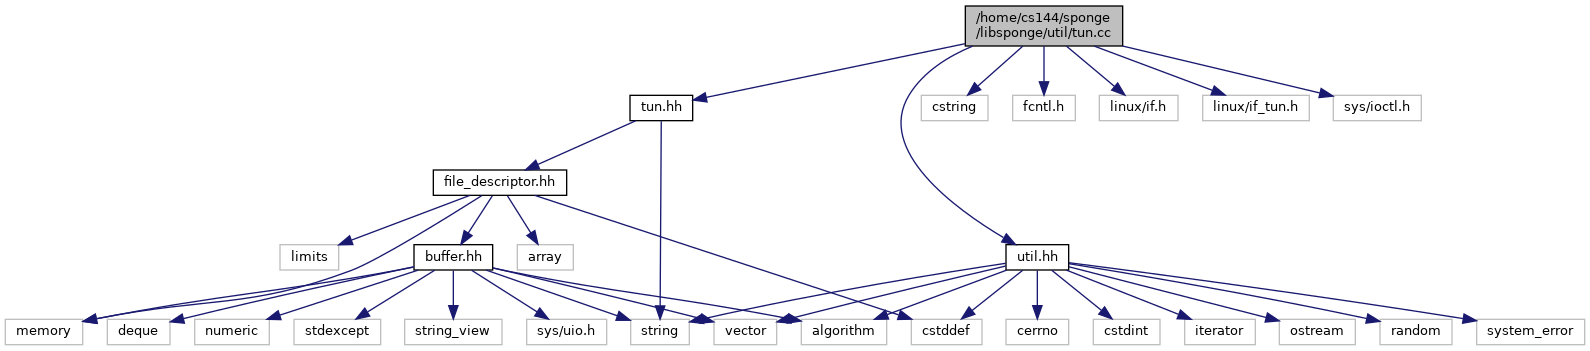 /home/cs144/sponge
/libsponge/util/tun.cc
tun.hh
cstring
fcntl.h
linux/if.h
linux/if_tun.h
sys/ioctl.h
file_descriptor.hh
limits
buffer.hh
array
util.hh
memory
deque
numeric
stdexcept
string_view
sys/uio.h
string
vector
algorithm
cstddef
cerrno
cstdint
iterator
ostream
random
system_error